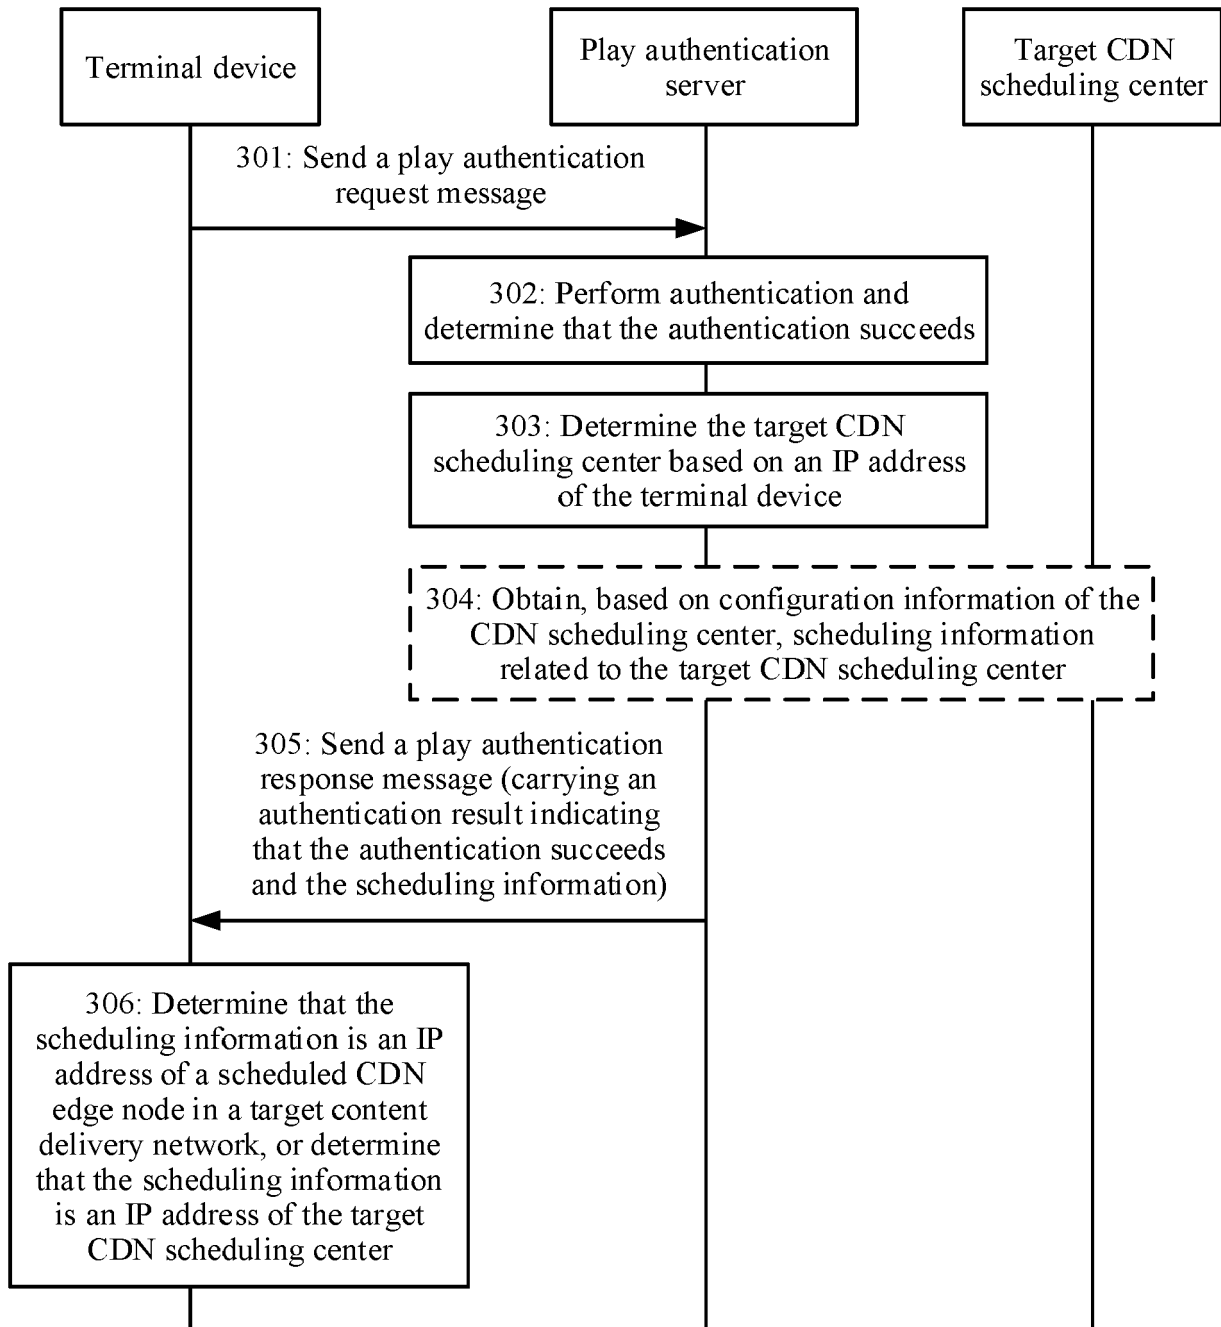 Terminal device
Play authentication
server
Target CDN
scheduling center
301: Send a play authentication
request message
302: Perform authentication and
determine that the authentication succeeds
303: Determine the target CDN
scheduling center based on an IP address
of the terminal device
304: Obtain, based on configuration information of the
CDN scheduling center, scheduling information
related to the target CDN scheduling center
305: Send a play authentication
response message (carrying an
authentication result indicating
that the authentication succeeds
and the scheduling information)
306: Determine that the
scheduling information is an IP
address of a scheduled CDN
edge node in a target content
delivery network, or determine
that the scheduling information
is an IP address of the target
CDN scheduling center